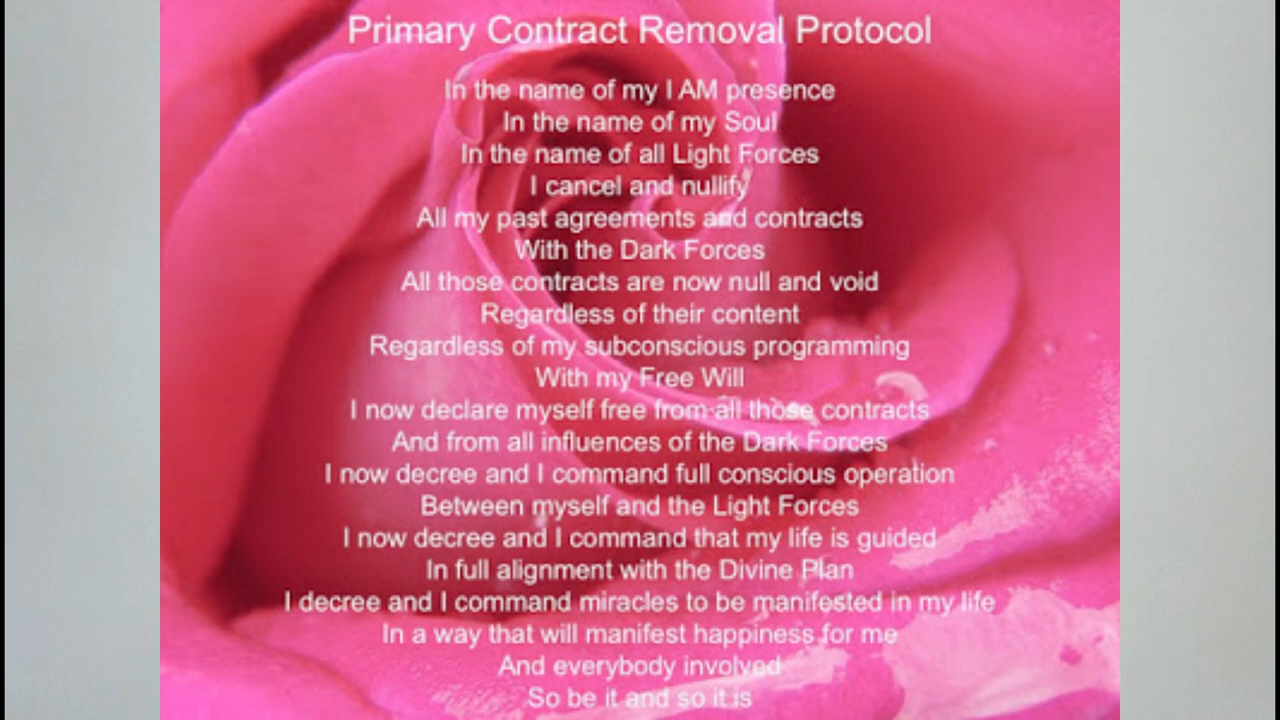 Primary Contract Removal Protocol
In the name of my I AM presence
In the name of my Soul
In the name of all Light Forces
I cancel and nullify
All my past agreements and contracts
With the Dark Forces
All those contracts are now null and void
Regardless of their content
Regardless of my subconscious programming
With my Free Will
I now declare myself free from all those contracts
And from all influences of the Dark Forces
I now decree and I command full conscious operation
Between myself and the Light Forces
I now decree and I command that my life is guided
In full alignment with the Divine Plan
I decree and I command miracles to be manifested in my life
In a way that will manifest happiness for me
And everybody involved
So be it and so it is